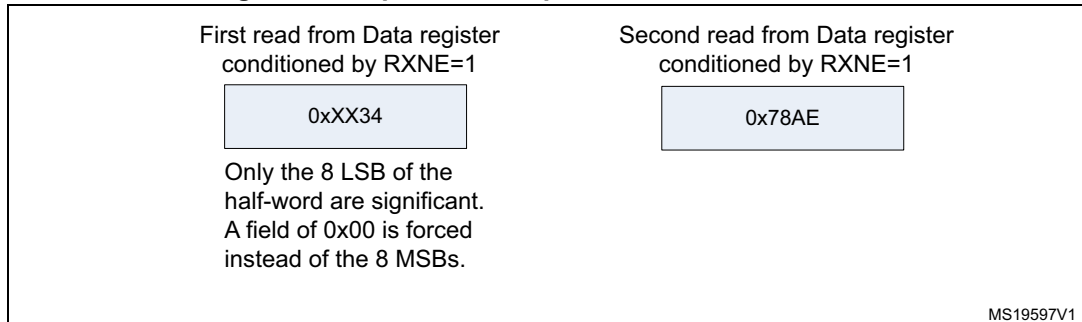 First read from Data register
conditioned by RXNE=1
0xXX34
Only the 8 LSB of the
half-word are significant.
A field of 0x00 is forced
instead of the 8 MSBs.
Second read from Data register
conditioned by RXNE=1
0x78AE
MS19597V1